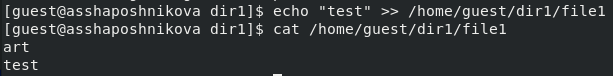 [guest@asshaposhnikova dir1]$ echo "test" >> /home/guest/dir1/file1
[guest@asshaposhnikova dir1]$ cat /home/guest/dir1/file1
art
test